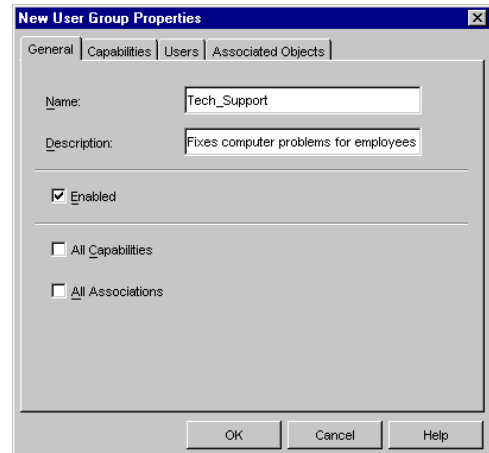 New User Group Properties
General Capabilities Users Associated Objects
Name: Tech_Support
Description: Fixes computer problems for employees
Enabled
All Capabilities
All Associations
OK Cancel Help